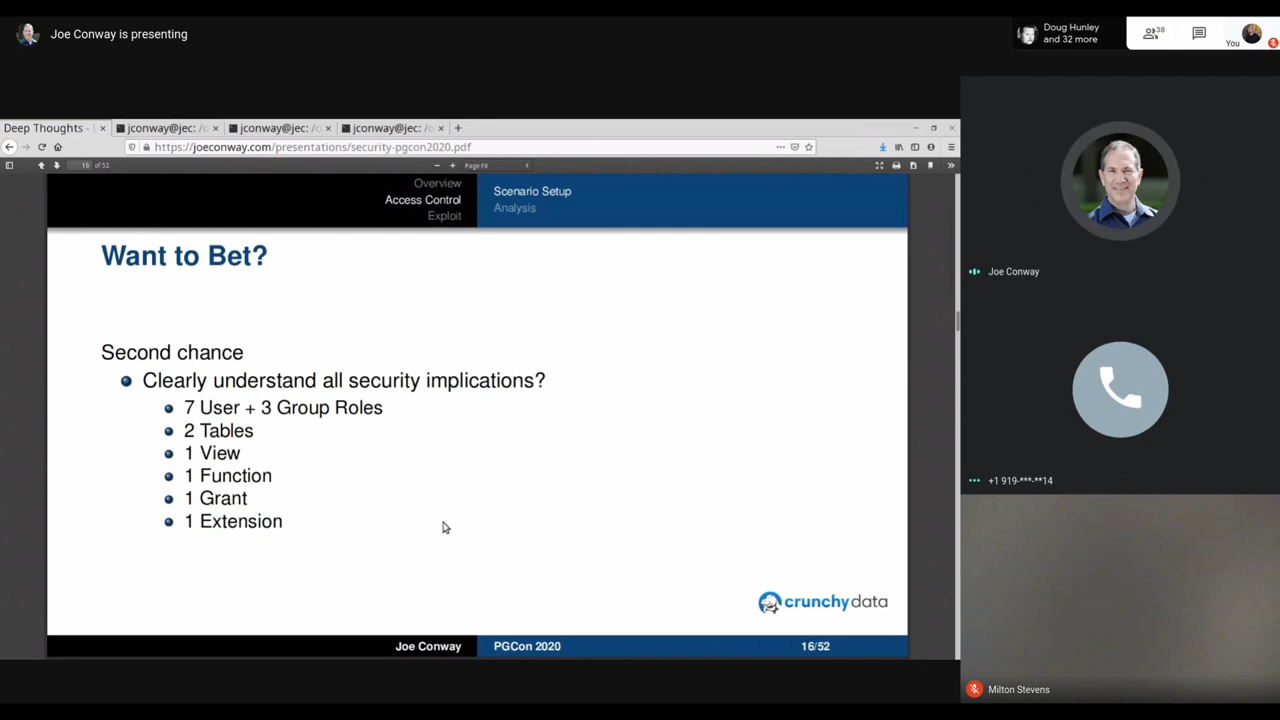 Joe Conway is presenting
Doug Hunley
and 32 more
38
You
Deep Thoughts -
jconway@jec: /o
jconway@jec: /o
jconway@jec: /o
https://joeconway.com/presentations/security-pgcon2020.pdf
16 of 52
Page Fit
Overview
Access Control
Exploit
Scenario Setup
Analysis
Want to Bet?
Second chance
Clearly understand all security implications?
7 User + 3 Group Roles
2 Tables
1 View
1 Function
1 Grant
1 Extension
crunchydata
Joe Conway
PGCon 2020
16/52
Joe Conway
+1 919-***-**14
Milton Stevens